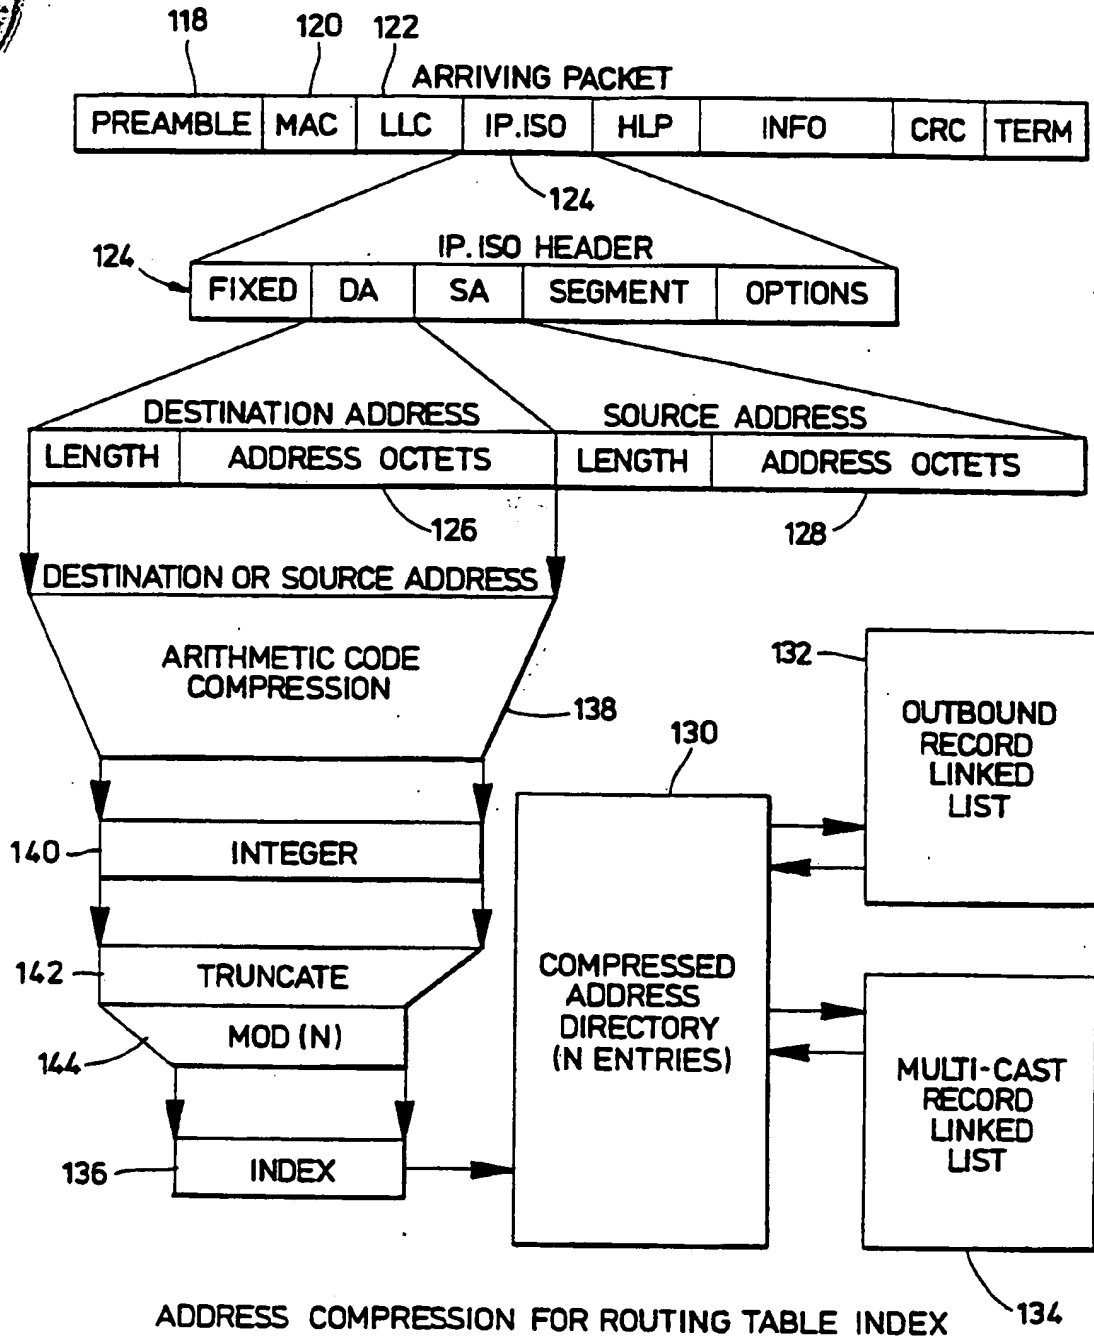 118 120 122
ARRIVING PACKET
PREAMBLE MAC LLC IP.ISO HLP INFO CRC TERM
124
IP.ISO HEADER
124
FIXED DA SA SEGMENT OPTIONS
DESTINATION ADDRESS SOURCE ADDRESS
LENGTH ADDRESS OCTETS LENGTH ADDRESS OCTETS
126 128
DESTINATION OR SOURCE ADDRESS
ARITHMETIC CODE
COMPRESSION
138
140
INTEGER
142
TRUNCATE
144
MOD (N)
136
INDEX
130
COMPRESSED
ADDRESS
DIRECTORY
(N ENTRIES)
132
OUTBOUND
RECORD
LINKED
LIST
MULTI-CAST
RECORD
LINKED
LIST
134
ADDRESS COMPRESSION FOR ROUTING TABLE INDEX